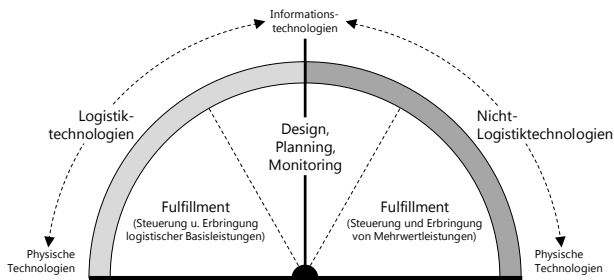 Informations-
technologien
Logistik-
technologien
Nicht-
Logistiktechnologien
Design,
Planning,
Monitoring
Fulfillment
(Steuerung u. Erbringung
logistischer Basisleistungen)
Fulfillment
(Steuerung und Erbringung
von Mehrwertleistungen)
Physische
Technologien
Physische
Technologien